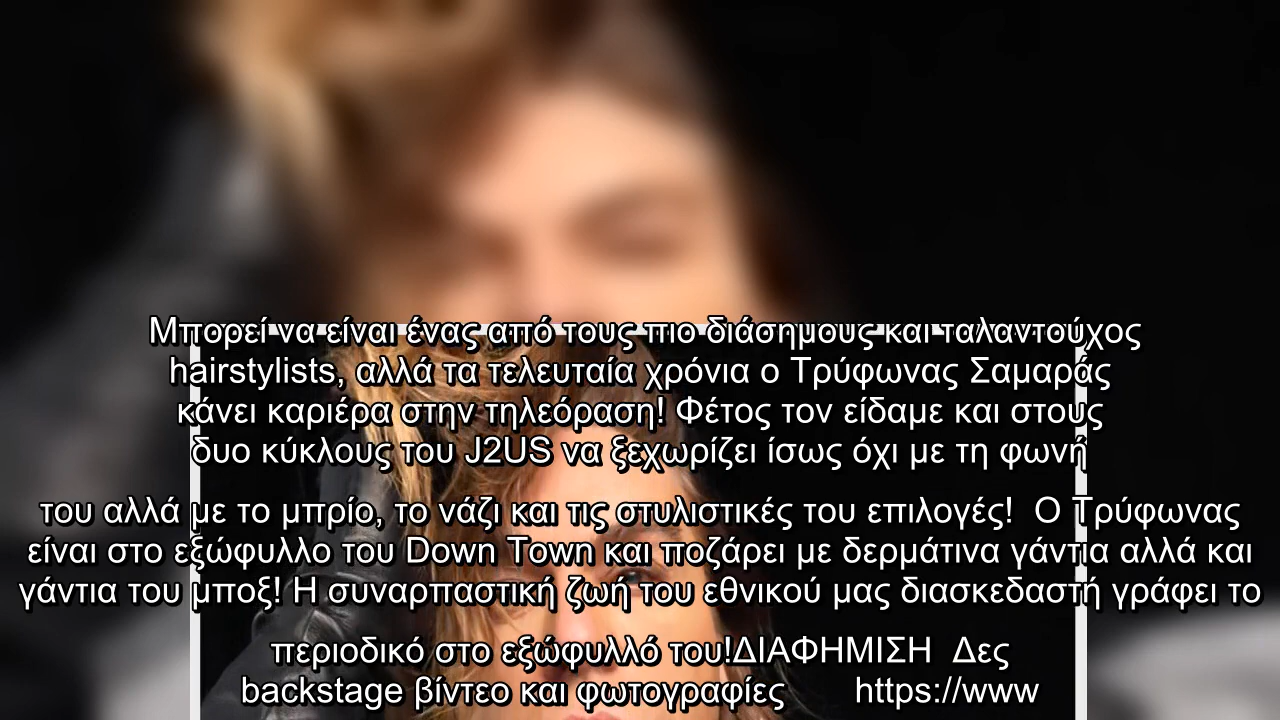 Μπορεί να είναι ένας από τους πιο διάσημους και ταλαντούχος
hairstylists, αλλά τα τελευταία χρόνια ο Τρύφωνας Σαμαράς
κάνει καριέρα στην τηλεόραση! Φέτος τον είδαμε και στους
δυο κύκλους του J2US να ξεχωρίζει ίσως όχι με τη φωνή
του αλλά με το μπρίο, το νάζι και τις στυλιστικές του επιλογές!  Ο Τρύφωνας
είναι στο εξώφυλλο του Down Town και ποζάρει με δερμάτινα γάντια αλλά και
γάντια του μποξ! Η συναρπαστική ζωή του εθνικού μας διασκεδαστή γράφει το
περιοδικό στο εξώφυλλό του!ΔΙΑΦΗΜΙΣΗ  Δες
backstage βίντεο και φωτογραφίες       https://www